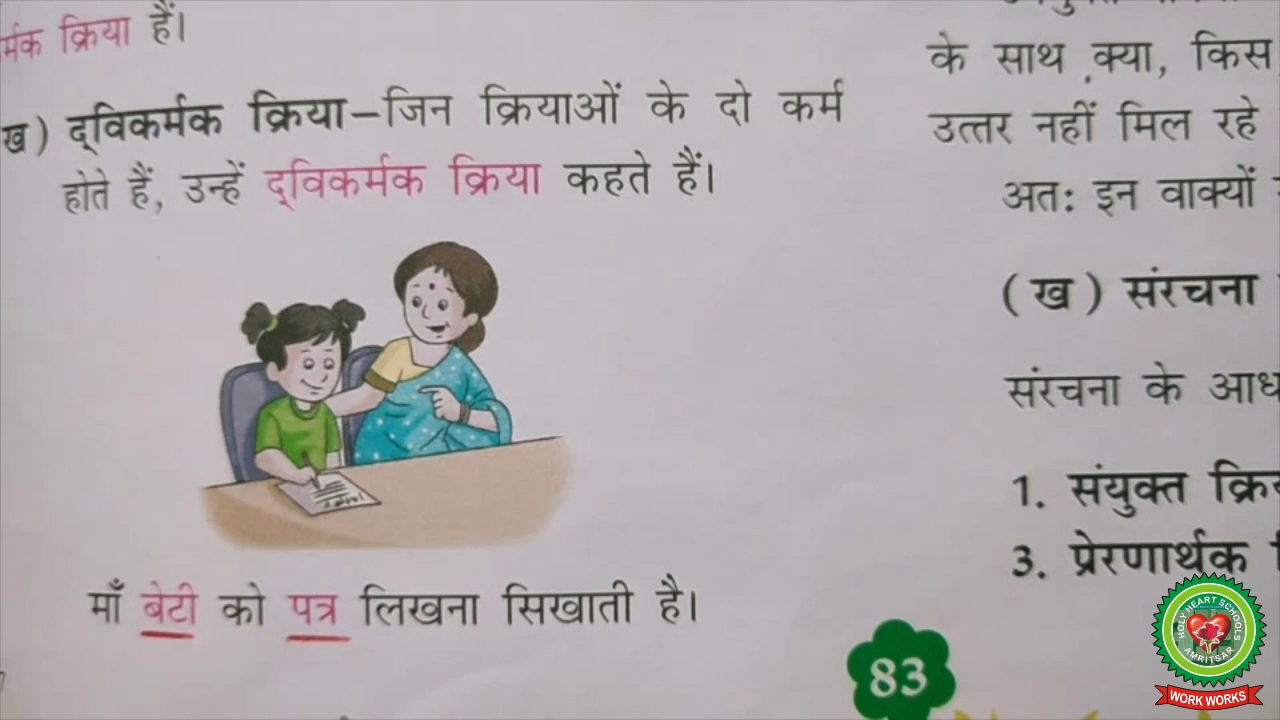 र्मक क्रिया हैं।
ख) द्‌विकर्मक क्रिया–जिन क्रियाओं के दो कर्म
होते हैं, उन्हें द्‌विकर्मक क्रिया कहते हैं।
माँ बेटी को पत्र लिखना सिखाती है।
83
के साथ क्या, किस
उत्तर नहीं मिल रहे
अतः इन वाक्यों
(ख) संरचना
संरचना के आध
1. संयुक्त क्रि
3. प्रेरणार्थक
HOLY HEART SCHOOLS
AMRITSAR
WORK WORKS